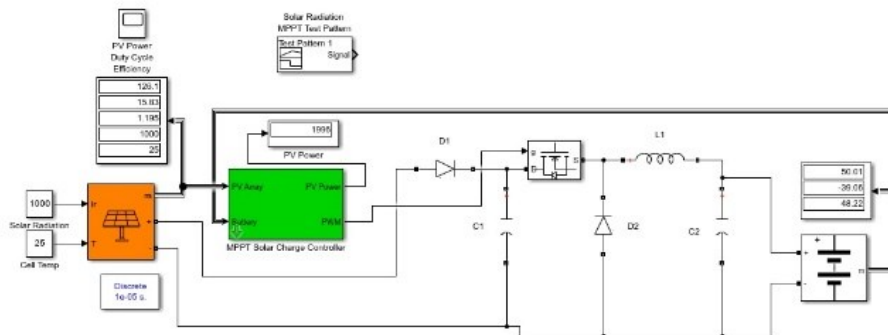 Solar Radiation
MPPT Test Pattern
Test Pattern 1
Signal
PV Power
Duty Cycle
Efficiency
126.1
15.83
1.195
1000
25
1995
PV Power
D1
L1
g
D
S
50.01
-39.05
48.22
1000
Solar Radiation
25
Cell Temp
Ir
T
m
+
-
PV Array
PV Power
Battery
PWM
MPPT Solar Charge Controller
C1
D2
C2
+
+
-
m
Discrete
1e-05 s.